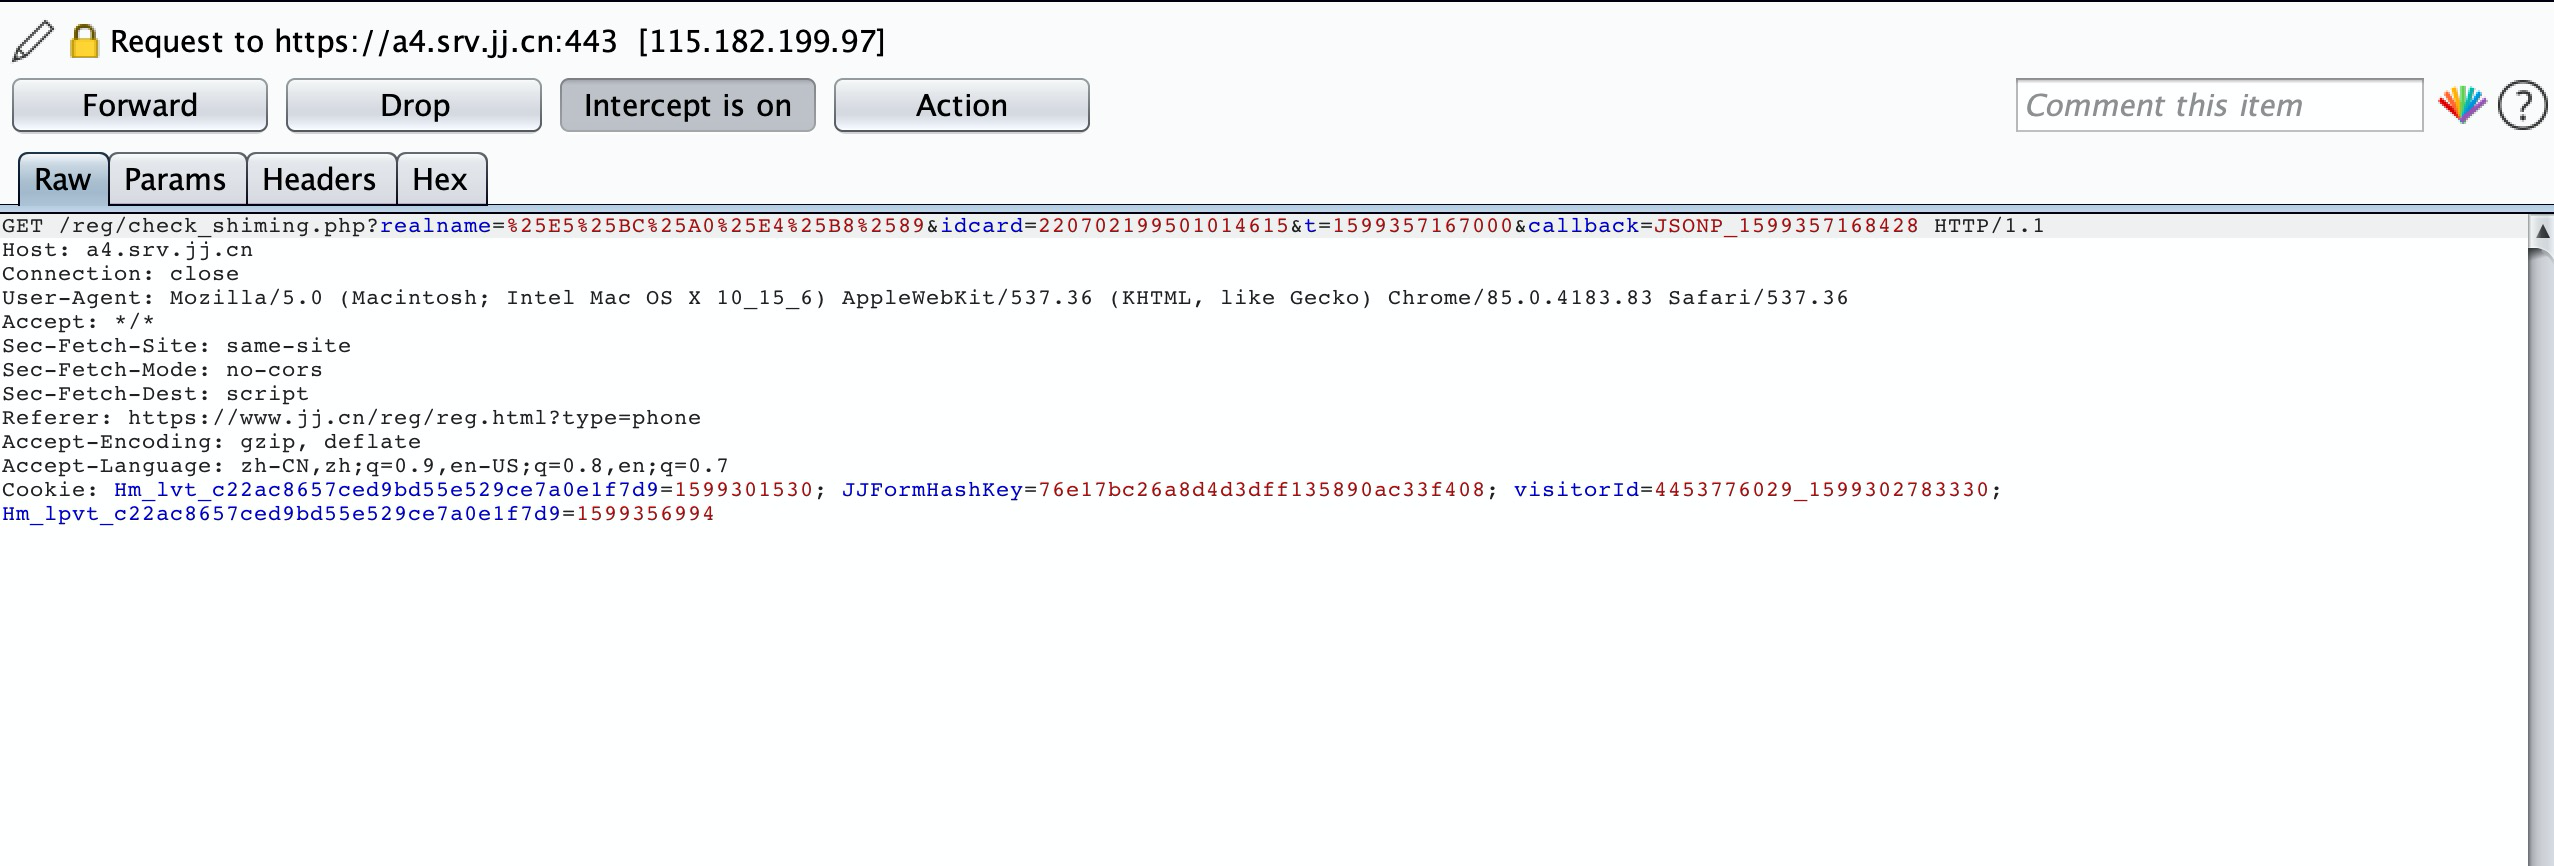 Request to https://a4.srv.jj.cn:443 [115.182.199.97]
Forward Drop Intercept is on Action Comment this item ?
Raw Params Headers Hex
GET /reg/check_shiming.php?realname=%25E5%25BC%25A0%25E4%25B8%2589&idcard=220702199501014615&t=1599357167000&callback=JSONP_1599357168428 HTTP/1.1
Host: a4.srv.jj.cn
Connection: close
User-Agent: Mozilla/5.0 (Macintosh; Intel Mac OS X 10_15_6) AppleWebKit/537.36 (KHTML, like Gecko) Chrome/85.0.4183.83 Safari/537.36
Accept: */*
Sec-Fetch-Site: same-site
Sec-Fetch-Mode: no-cors
Sec-Fetch-Dest: script
Referer: https://www.jj.cn/reg/reg.html?type=phone
Accept-Encoding: gzip, deflate
Accept-Language: zh-CN,zh;q=0.9,en-US;q=0.8,en;q=0.7
Cookie: Hm_lvt_c22ac8657ced9bd55e529ce7a0e1f7d9=1599301530; JJFormHashKey=76e17bc26a8d4d3dff135890ac33f408; visitorId=4453776029_1599302783330;
Hm_lpvt_c22ac8657ced9bd55e529ce7a0e1f7d9=1599356994